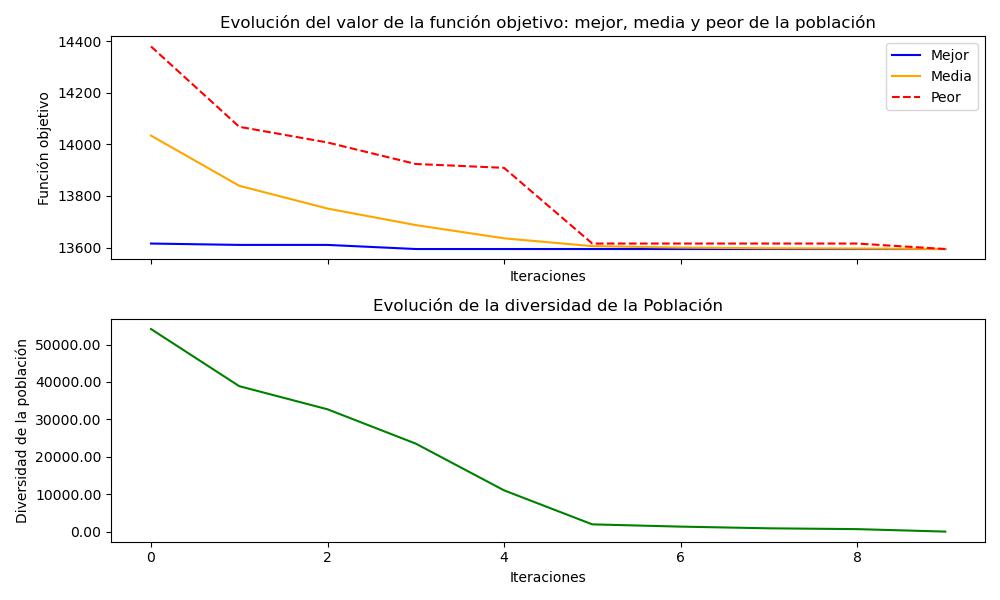 Evolución del valor de la función objetivo: mejor, media y peor de la población
14400
14200
14000
13800
13600
Función objetivo
Mejor
Media
Peor
Iteraciones
Evolución de la diversidad de la Población
50000.00
40000.00
30000.00
20000.00
10000.00
0.00
Diversidad de la población
0 2 4 6 8
Iteraciones